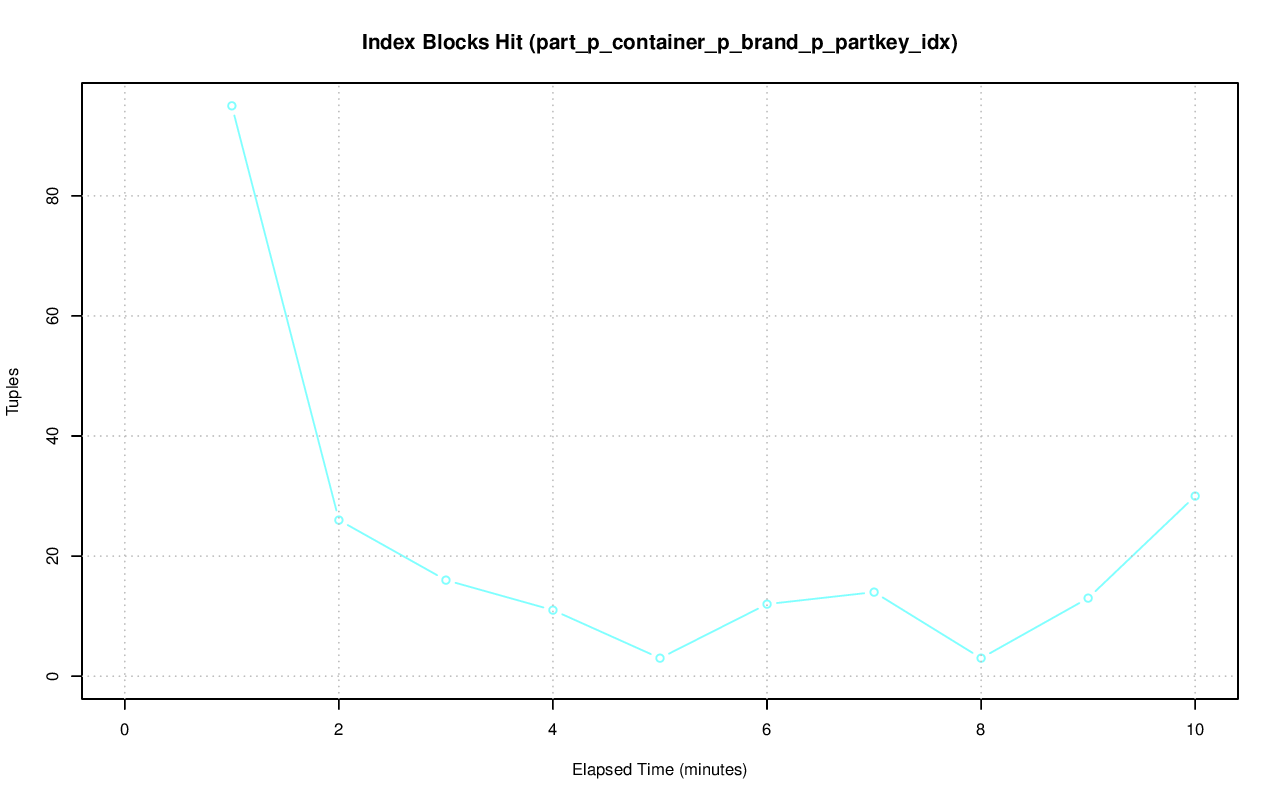 Index Blocks Hit (part_p_container_p_brand_p_partkey_idx)
Tuples
80
60
40
20
0
0 2 4 6 8 10
Elapsed Time (minutes)